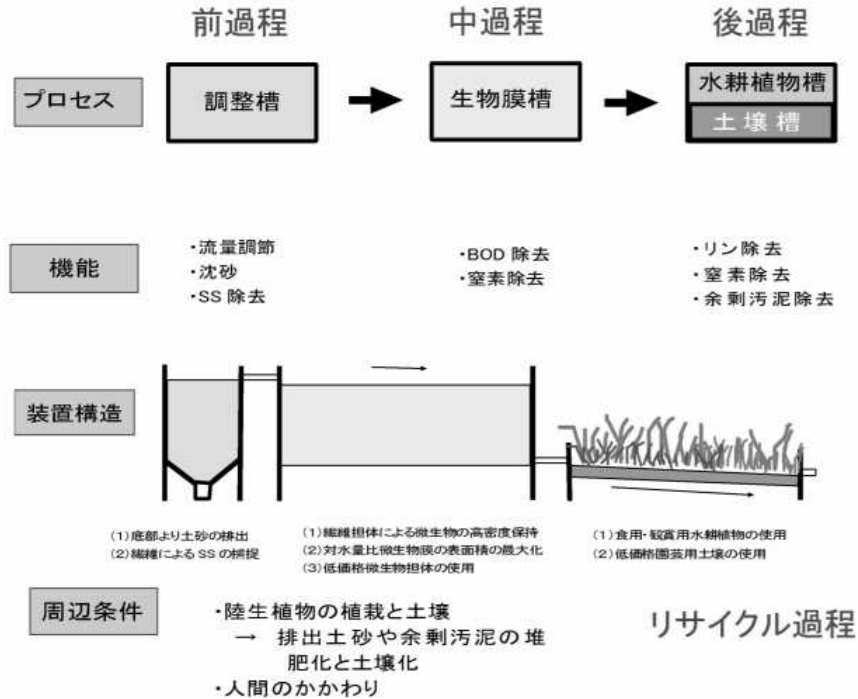 前過程
中過程
後過程
プロセス
調整槽
生物膜槽
水耕植物槽
土壌槽
機能
・流量調節
・沈砂
・SS 除去
・BOD 除去
・窒素除去
・リン除去
・窒素除去
・余剰汚泥除去
装置構造
(1)底部より土砂の排出
(2)繊維によるSSの捕捉
(1)繊維担体による微生物の高密度保持
(2)対水量比微生物膜の表面積の最大化
(3)低価格微生物担体の使用
(1)食用・観賞用水耕植物の使用
(2)低価格園芸用土壌の使用
周辺条件
・陸生植物の植栽と土壌
→ 排出土砂や余剰汚泥の堆
肥化と土壌化
・人間のかかわり
リサイクル過程